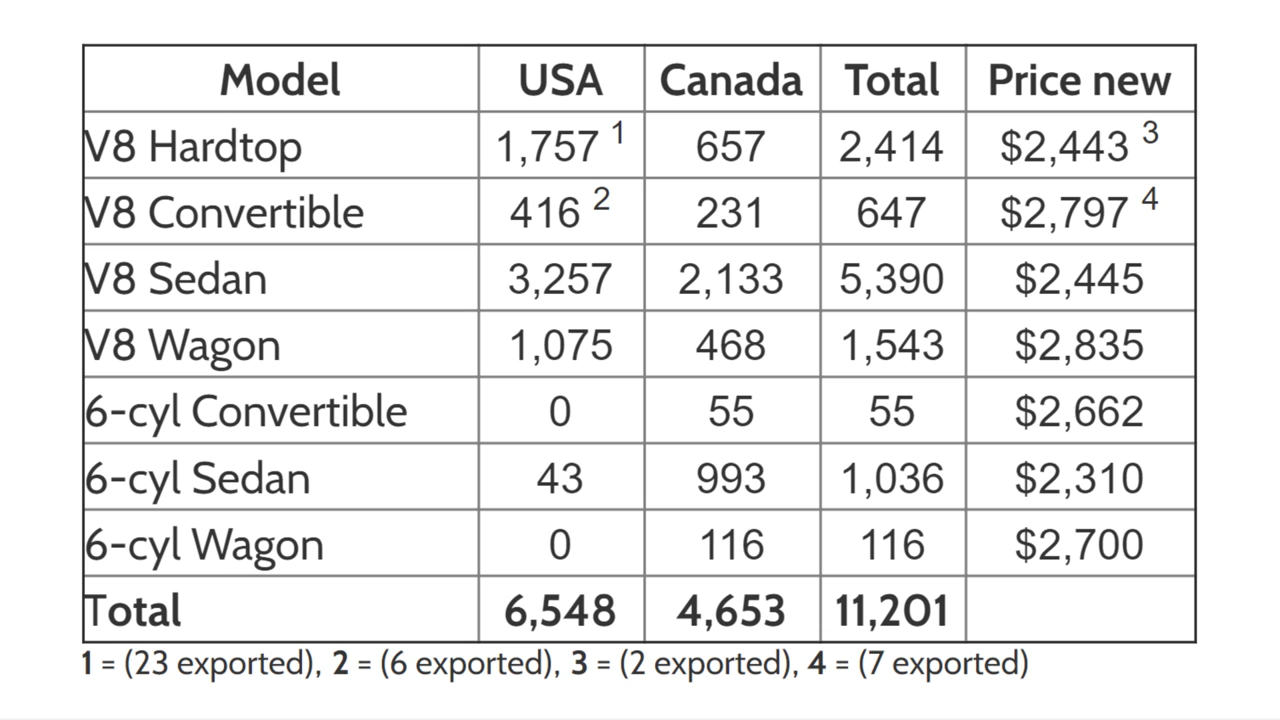 Model USA Canada Total Price new
V8 Hardtop 1,757 1 657 2,414 $2,443 3
V8 Convertible 416 2 231 647 $2,797 4
V8 Sedan 3,257 2,133 5,390 $2,445
V8 Wagon 1,075 468 1,543 $2,835
6-cyl Convertible 0 55 55 $2,662
6-cyl Sedan 43 993 1,036 $2,310
6-cyl Wagon 0 116 116 $2,700
Total 6,548 4,653 11,201
1 = (23 exported), 2 = (6 exported), 3 = (2 exported), 4 = (7 exported)